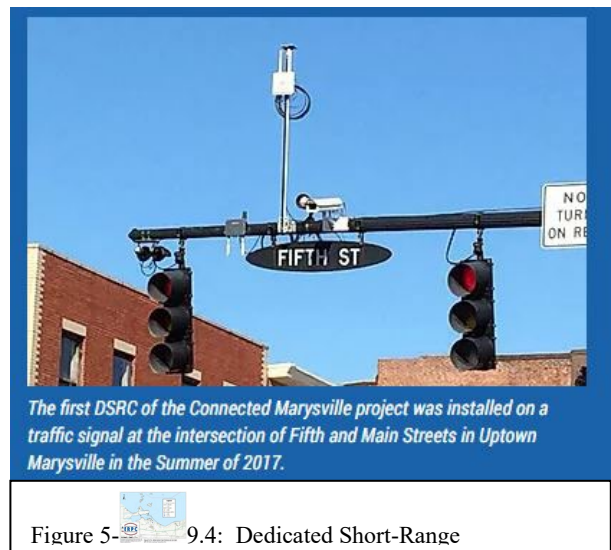 NO
TUR
ON RE
FIFTH ST
The first DSRC of the Connected Marysville project was installed on a
traffic signal at the intersection of Fifth and Main Streets in Uptown
Marysville in the Summer of 2017.
Figure 5- 9.4: Dedicated Short-Range